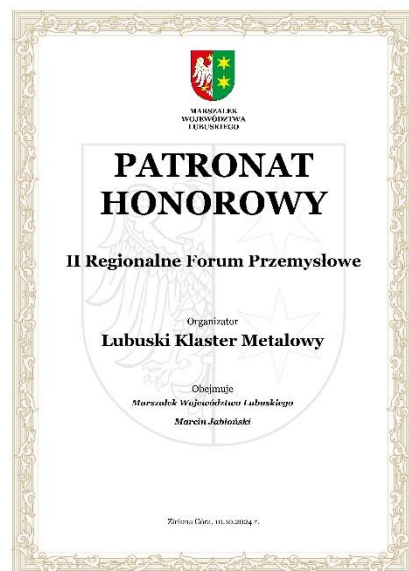 MARSZAŁEK
WOJEWÓDZTWA
LUBUSKIEGO
PATRONAT
HONOROWY
II Regionalne Forum Przemysłowe
Organizator
Lubuski Klaster Metalowy
Obejmuje
Marszałek Województwa Lubuskiego
Marcin Jabłoński
Zielona Góra, 10.10.2024 r.